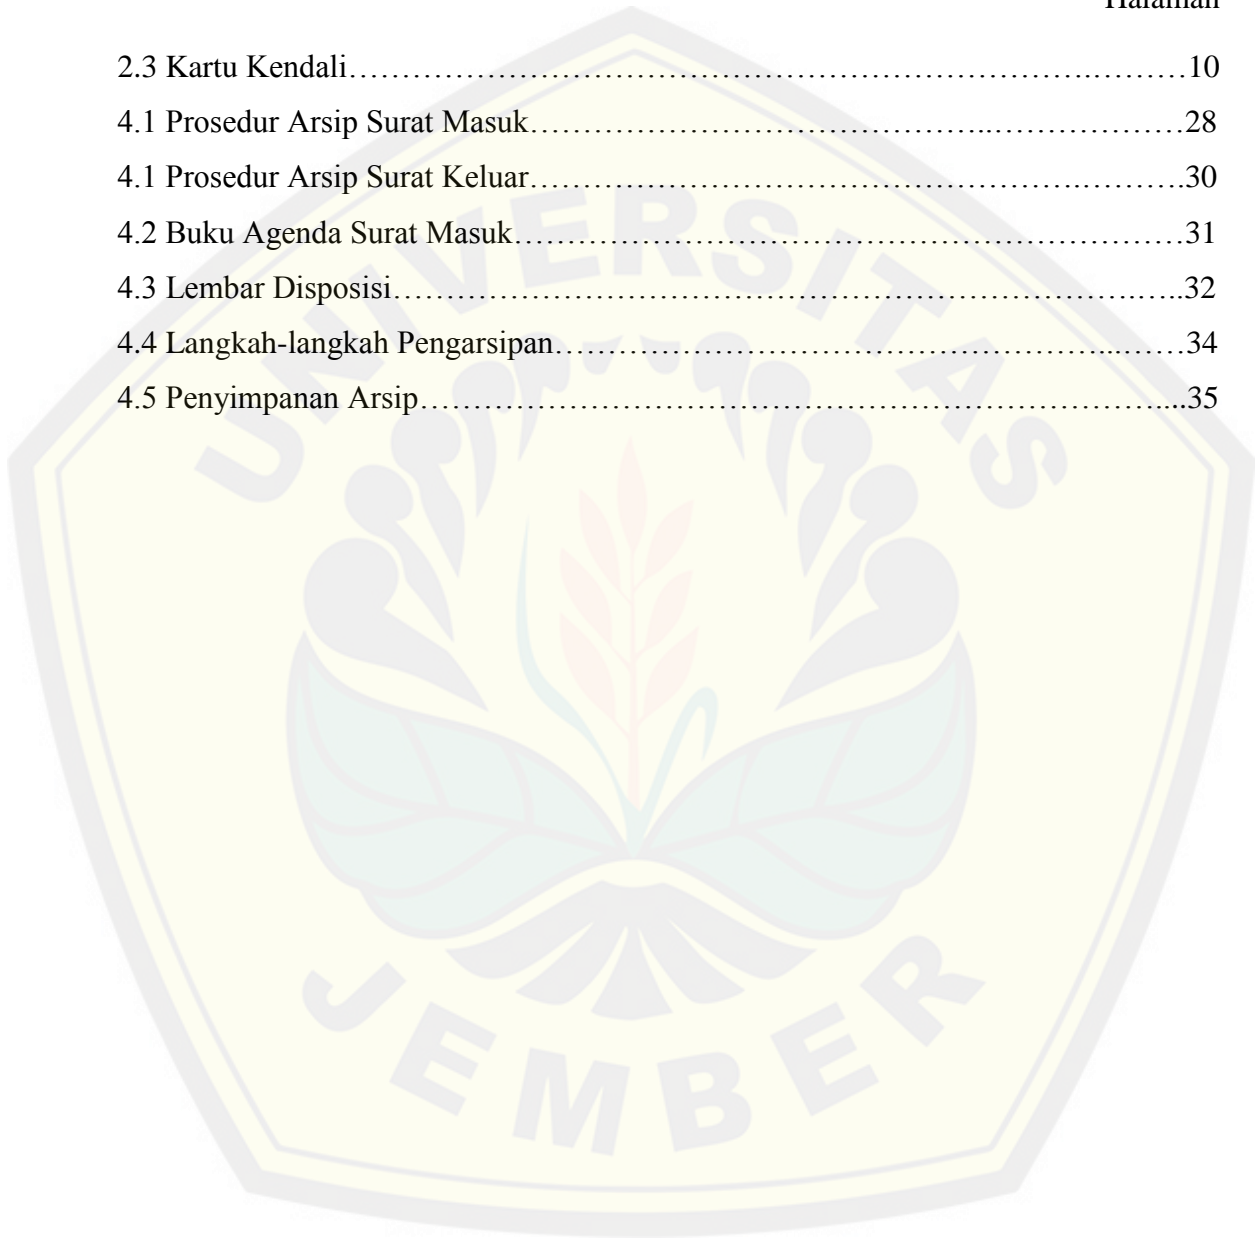 Halaman
2.3 Kartu Kendali……………………………………………………………………….………10
4.1 Prosedur Arsip Surat Masuk……………………………………………..………………28
4.1 Prosedur Arsip Surat Keluar…………………………………………………….……….30
4.2 Buku Agenda Surat Masuk………………………………………………………………31
4.3 Lembar Disposisi…………………………………………………………………….…..32
4.4 Langkah-langkah Pengarsipan…………………………………………………...………34
4.5 Penyimpanan Arsip……………………………………………………………………...35
UNIVERSITAS
JEMBER